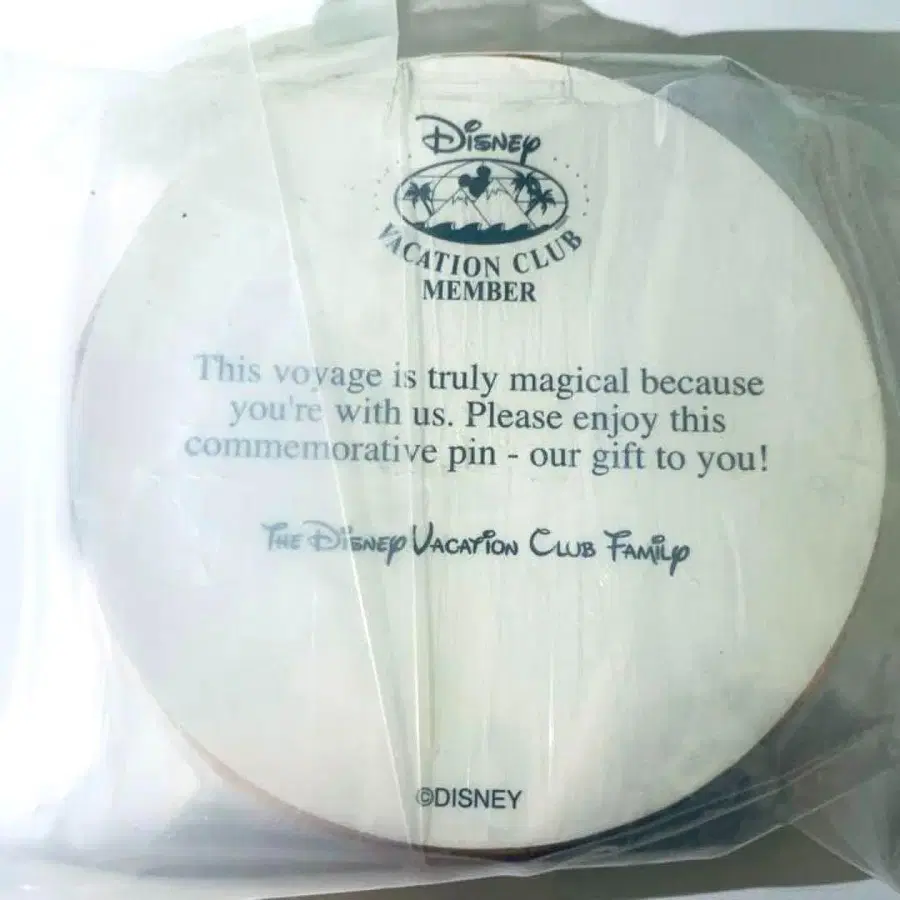 Disney
VACATION CLUB
MEMBER
This voyage is truly magical because
you're with us. Please enjoy this
commemorative pin - our gift to you!
The Disney Vacation Club Family
©DISNEY